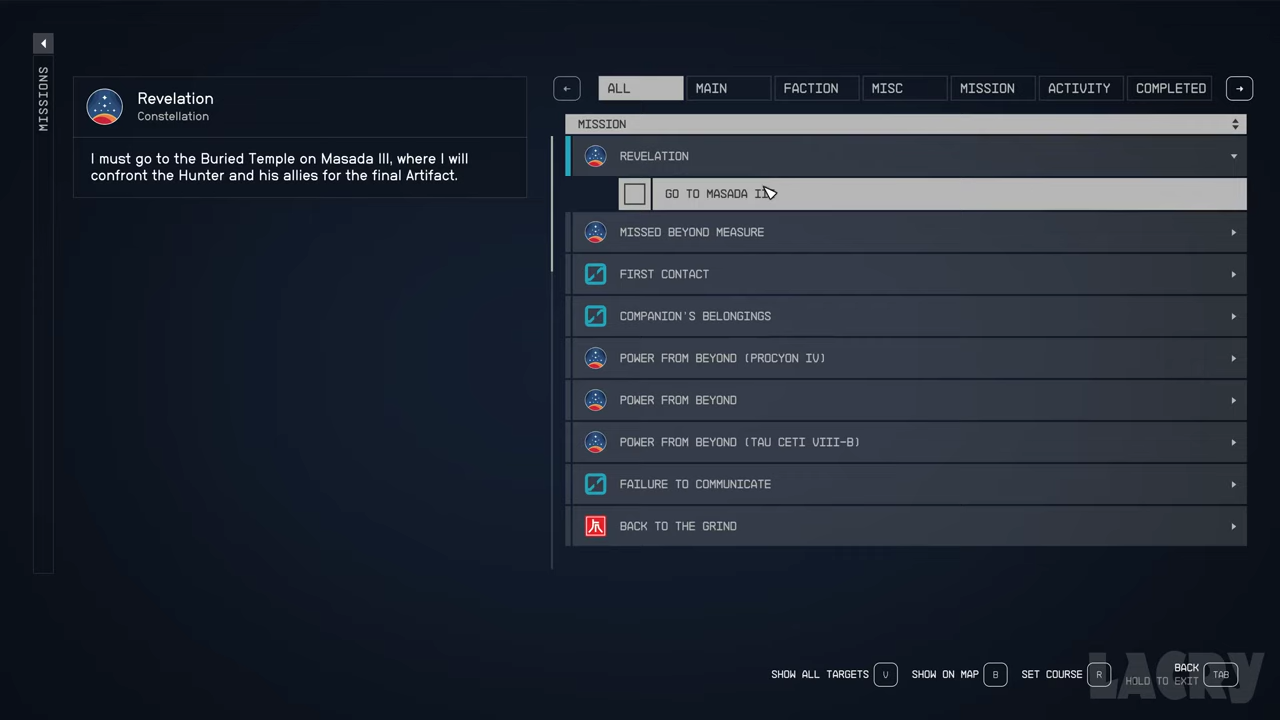 MISSIONS
Revelation
Constellation
I must go to the Buried Temple on Masada III, where I will
confront the Hunter and his allies for the final Artifact.
ALL
MAIN
FACTION
MISC
MISSION
ACTIVITY
COMPLETED
MISSION
REVELATION
GO TO MASADA III
MISSED BEYOND MEASURE
FIRST CONTACT
COMPANION'S BELONGINGS
POWER FROM BEYOND (PROCYON IV)
POWER FROM BEYOND
POWER FROM BEYOND (TAU CETI VIII-B)
FAILURE TO COMMUNICATE
BACK TO THE GRIND
SHOW ALL TARGETS V
SHOW ON MAP B
SET COURSE R
BACK
HOLD TO EXIT TAB
LACRY